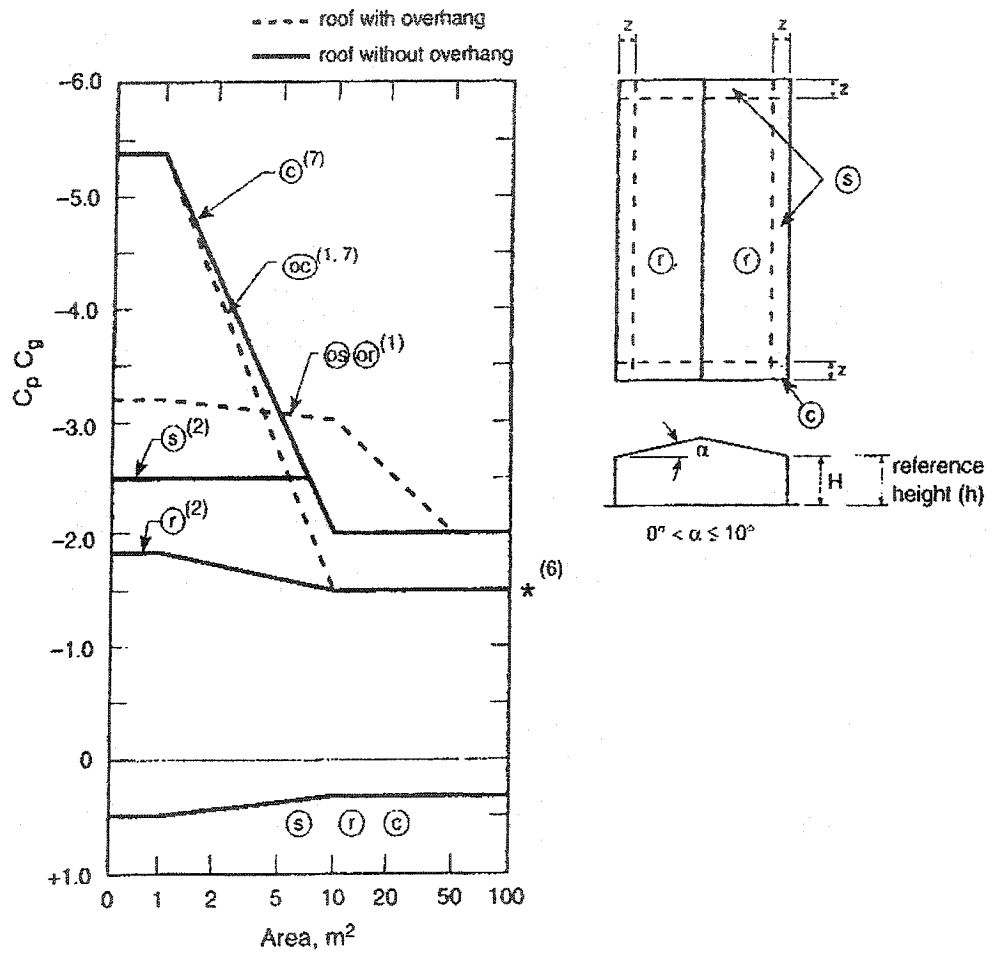 roof with overhang
roof without overhang
-6.0
-5.0
-4.0
-3.0
-2.0
-1.0
0
+1.0
CpCg
c (7)
oc (1, 7)
os or (1)
s (2)
r (2)
* (6)
s r c
0 1 2 5 10 20 50 100
Area, m²
z z
z
s
r r
z
c
α
H
reference
height (h)
0° < α ≤ 10°